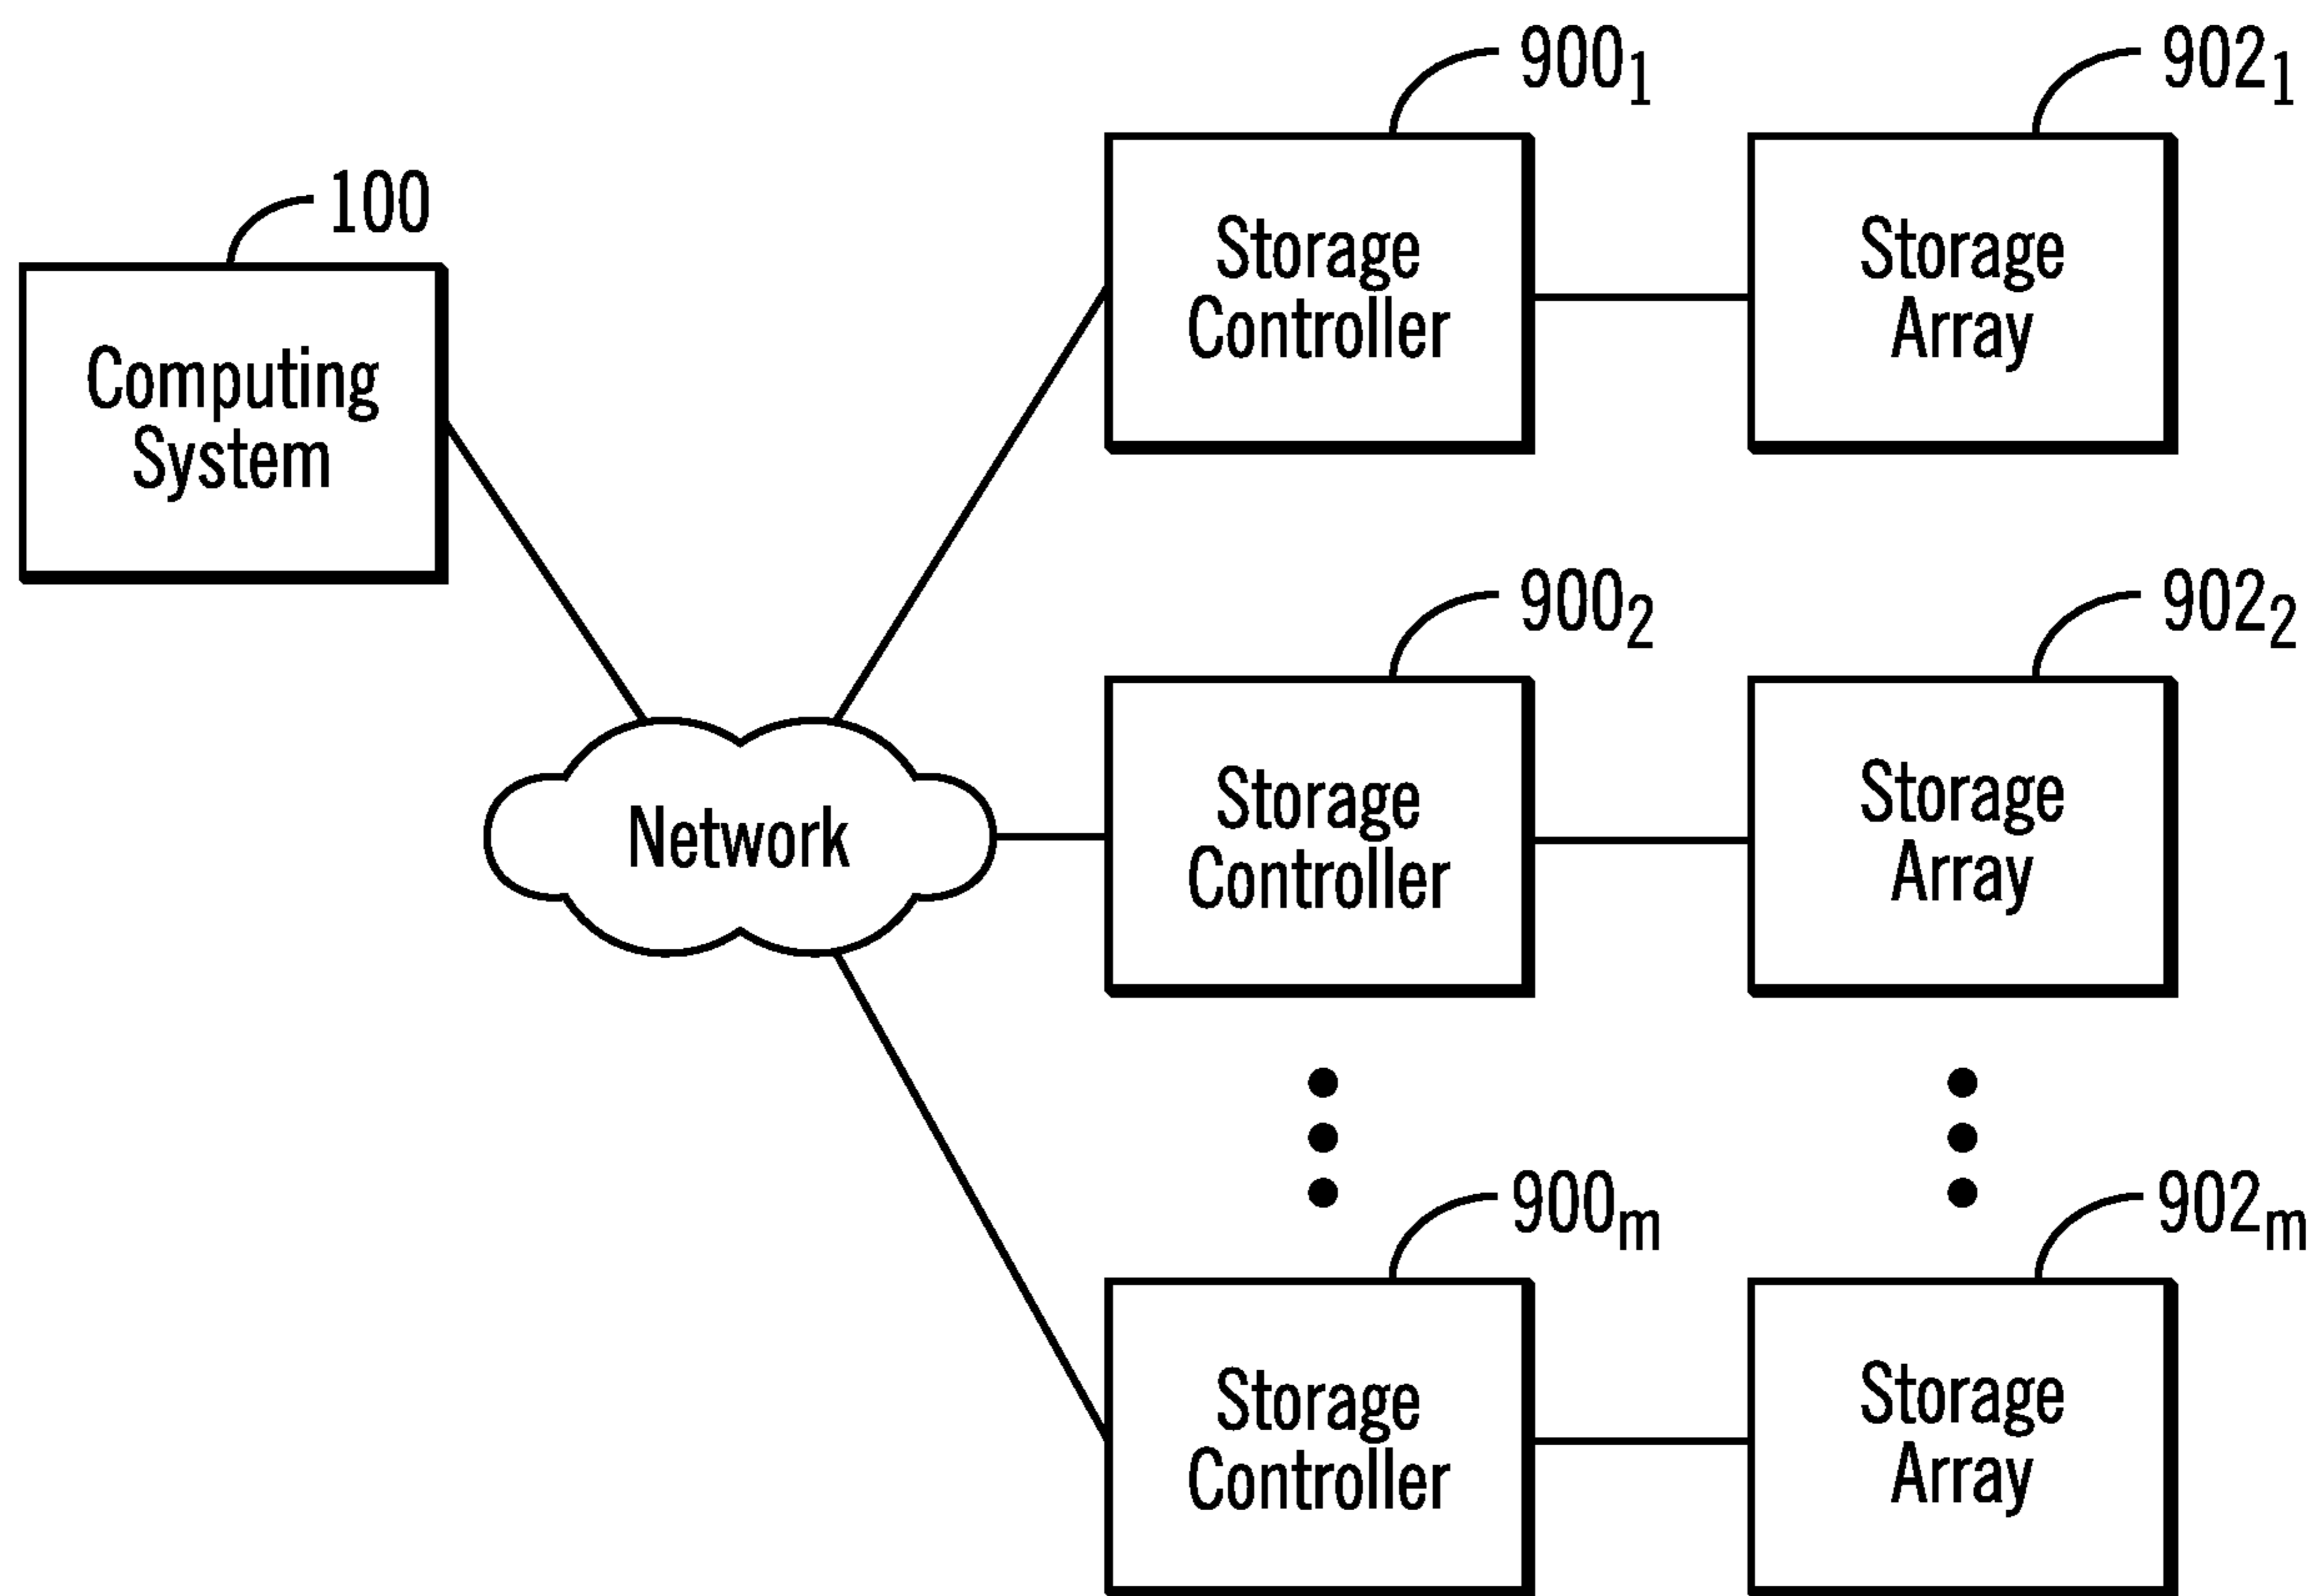 100
Computing
System
Network
900₁
Storage
Controller
902₁
Storage
Array
900₂
Storage
Controller
902₂
Storage
Array
900ₘ
Storage
Controller
902ₘ
Storage
Array